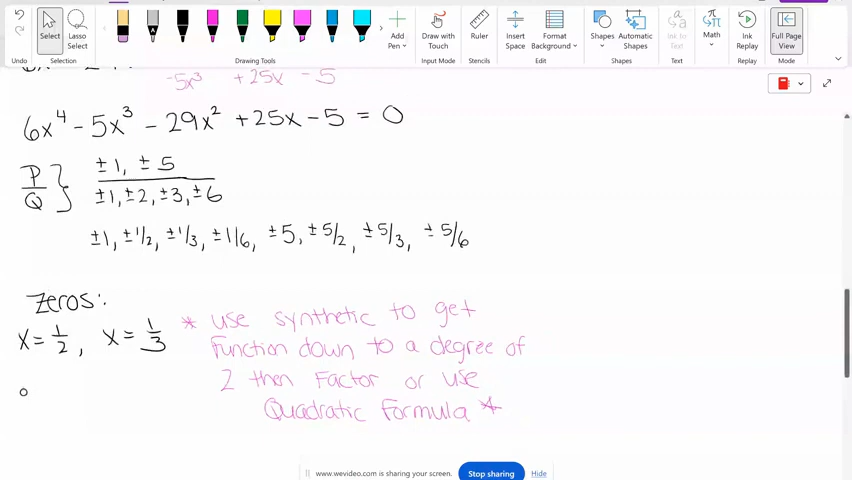 Undo
Select
Lasso Select
Selection
Drawing Tools
Add Pen
Draw with Touch
Input Mode
Ruler
Stencils
Insert Space
Format Background
Edit
Shapes
Automatic Shapes
Shapes
Ink to Text
Text
Math
Ink to Math
Ink Replay
Replay
Full Page View
Mode
-5x³ +25x -5
6x⁴ - 5x³ - 29x² + 25x - 5 = 0
P/Q } ±1, ±5
±1, ±2, ±3, ±6
±1, ±1/2, ±1/3, ±1/6, ±5, ±5/2, ±5/3, ±5/6
Zeros:
x = 1/2, x = 1/3
* use synthetic to get
function down to a degree of
2 then Factor or use
Quadratic Formula *
www.wevideo.com is sharing your screen.
Stop sharing
Hide